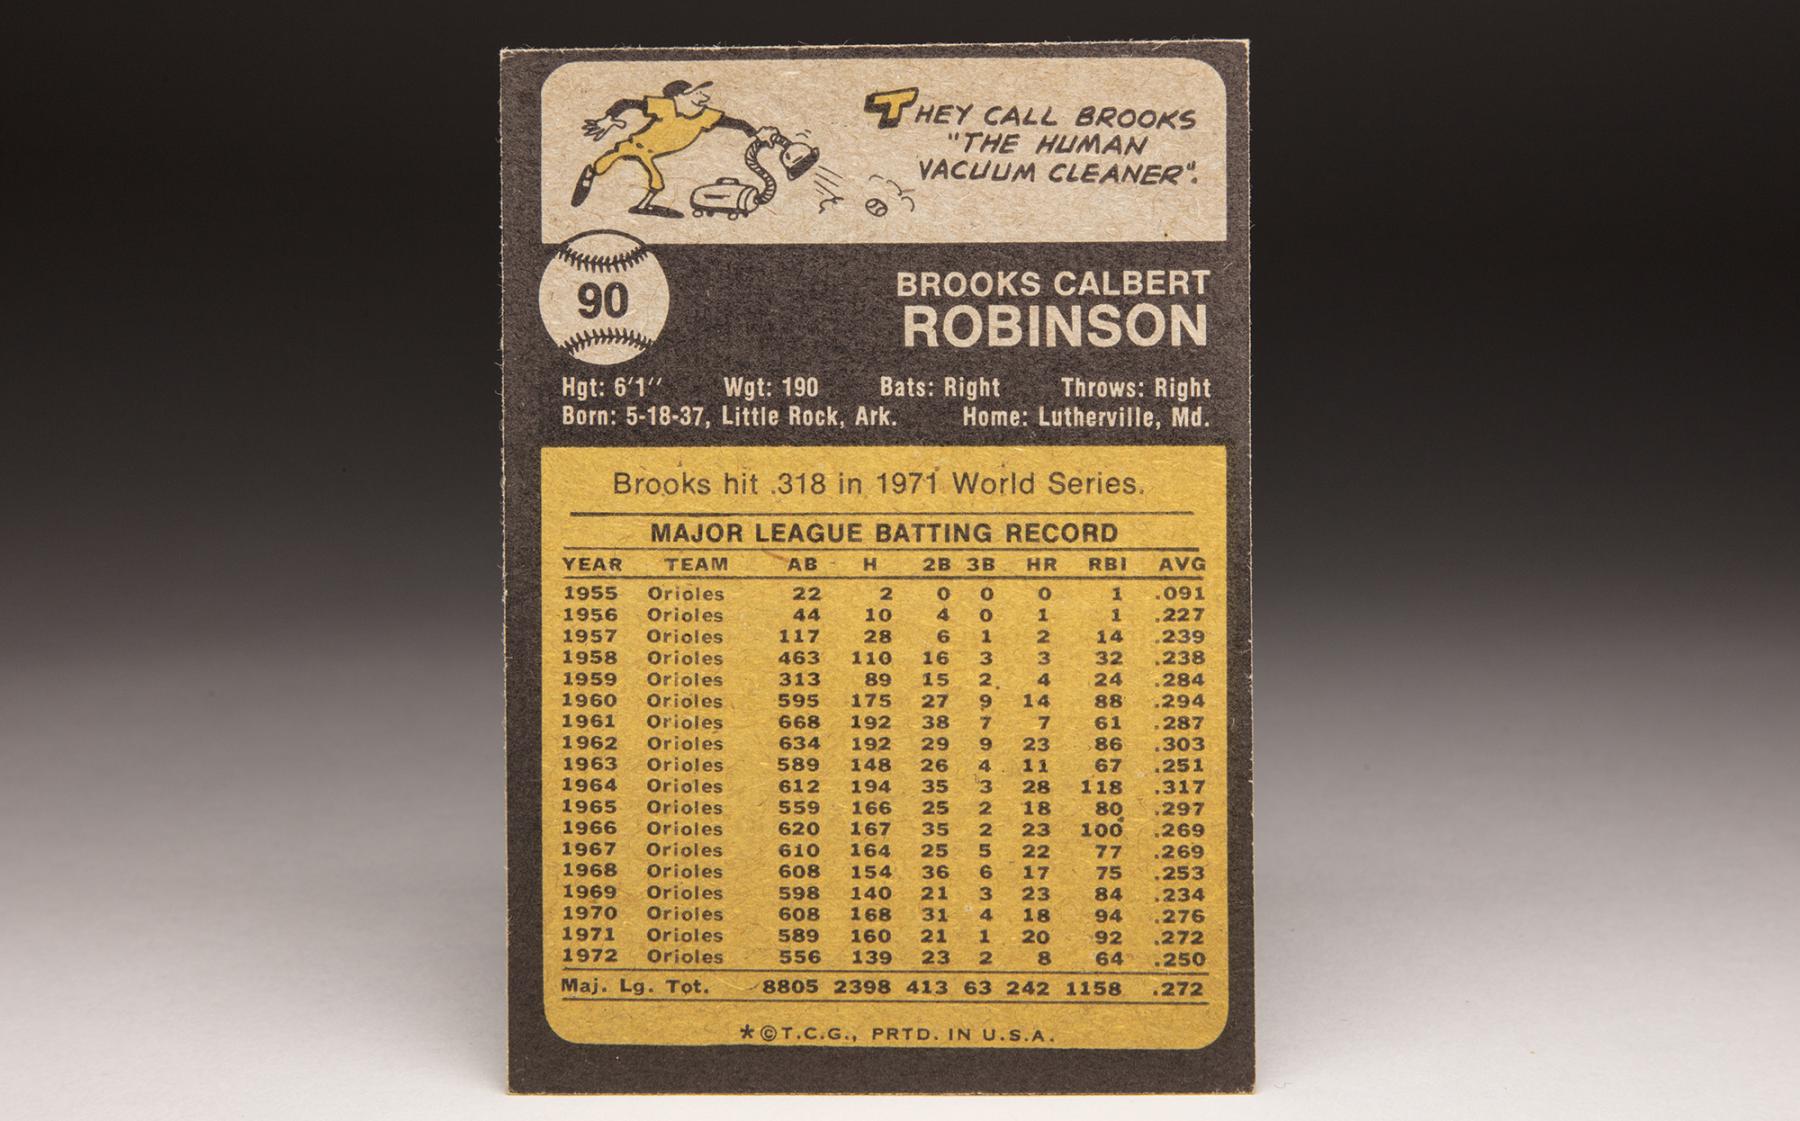 THEY CALL BROOKS
"THE HUMAN
VACUUM CLEANER".
90
BROOKS CALBERT
ROBINSON
Hgt: 6'1'' Wgt: 190 Bats: Right Throws: Right
Born: 5-18-37, Little Rock, Ark. Home: Lutherville, Md.
Brooks hit .318 in 1971 World Series.
MAJOR LEAGUE BATTING RECORD
YEAR TEAM AB H 2B 3B HR RBI AVG
1955 Orioles 22 2 0 0 0 1 .091
1956 Orioles 44 10 4 0 1 1 .227
1957 Orioles 117 28 6 1 2 14 .239
1958 Orioles 463 110 16 3 3 32 .238
1959 Orioles 313 89 15 2 4 24 .284
1960 Orioles 595 175 27 9 14 88 .294
1961 Orioles 668 192 38 7 7 61 .287
1962 Orioles 634 192 29 9 23 86 .303
1963 Orioles 589 148 26 4 11 67 .251
1964 Orioles 612 194 35 3 28 118 .317
1965 Orioles 559 166 25 2 18 80 .297
1966 Orioles 620 167 35 2 23 100 .269
1967 Orioles 610 164 25 5 22 77 .269
1968 Orioles 608 154 36 6 17 75 .253
1969 Orioles 598 140 21 3 23 84 .234
1970 Orioles 608 168 31 4 18 94 .276
1971 Orioles 589 160 21 1 20 92 .272
1972 Orioles 556 139 23 2 8 64 .250
Maj. Lg. Tot. 8805 2398 413 63 242 1158 .272
*©T.C.G., PRTD. IN U.S.A.